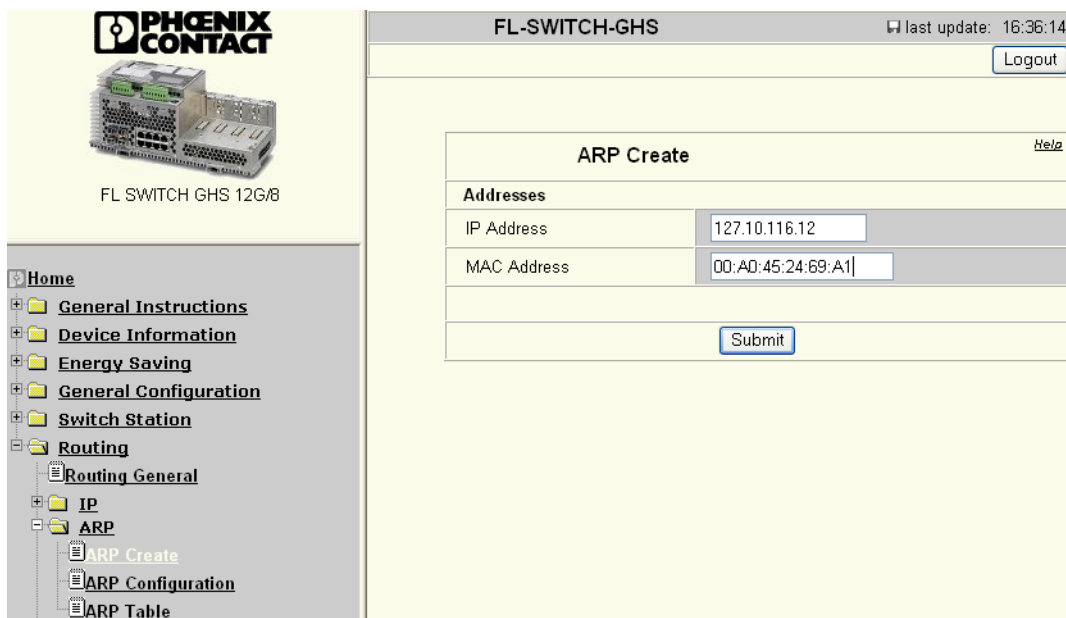 PHŒNIX
CONTACT
FL SWITCH GHS 12G/8
Home
General Instructions
Device Information
Energy Saving
General Configuration
Switch Station
Routing
Routing General
IP
ARP
ARP Create
ARP Configuration
ARP Table
FL-SWITCH-GHS
last update: 16:36:14
Logout
ARP Create
Help
Addresses
IP Address 127.10.116.12
MAC Address 00:A0:45:24:69:A1
Submit